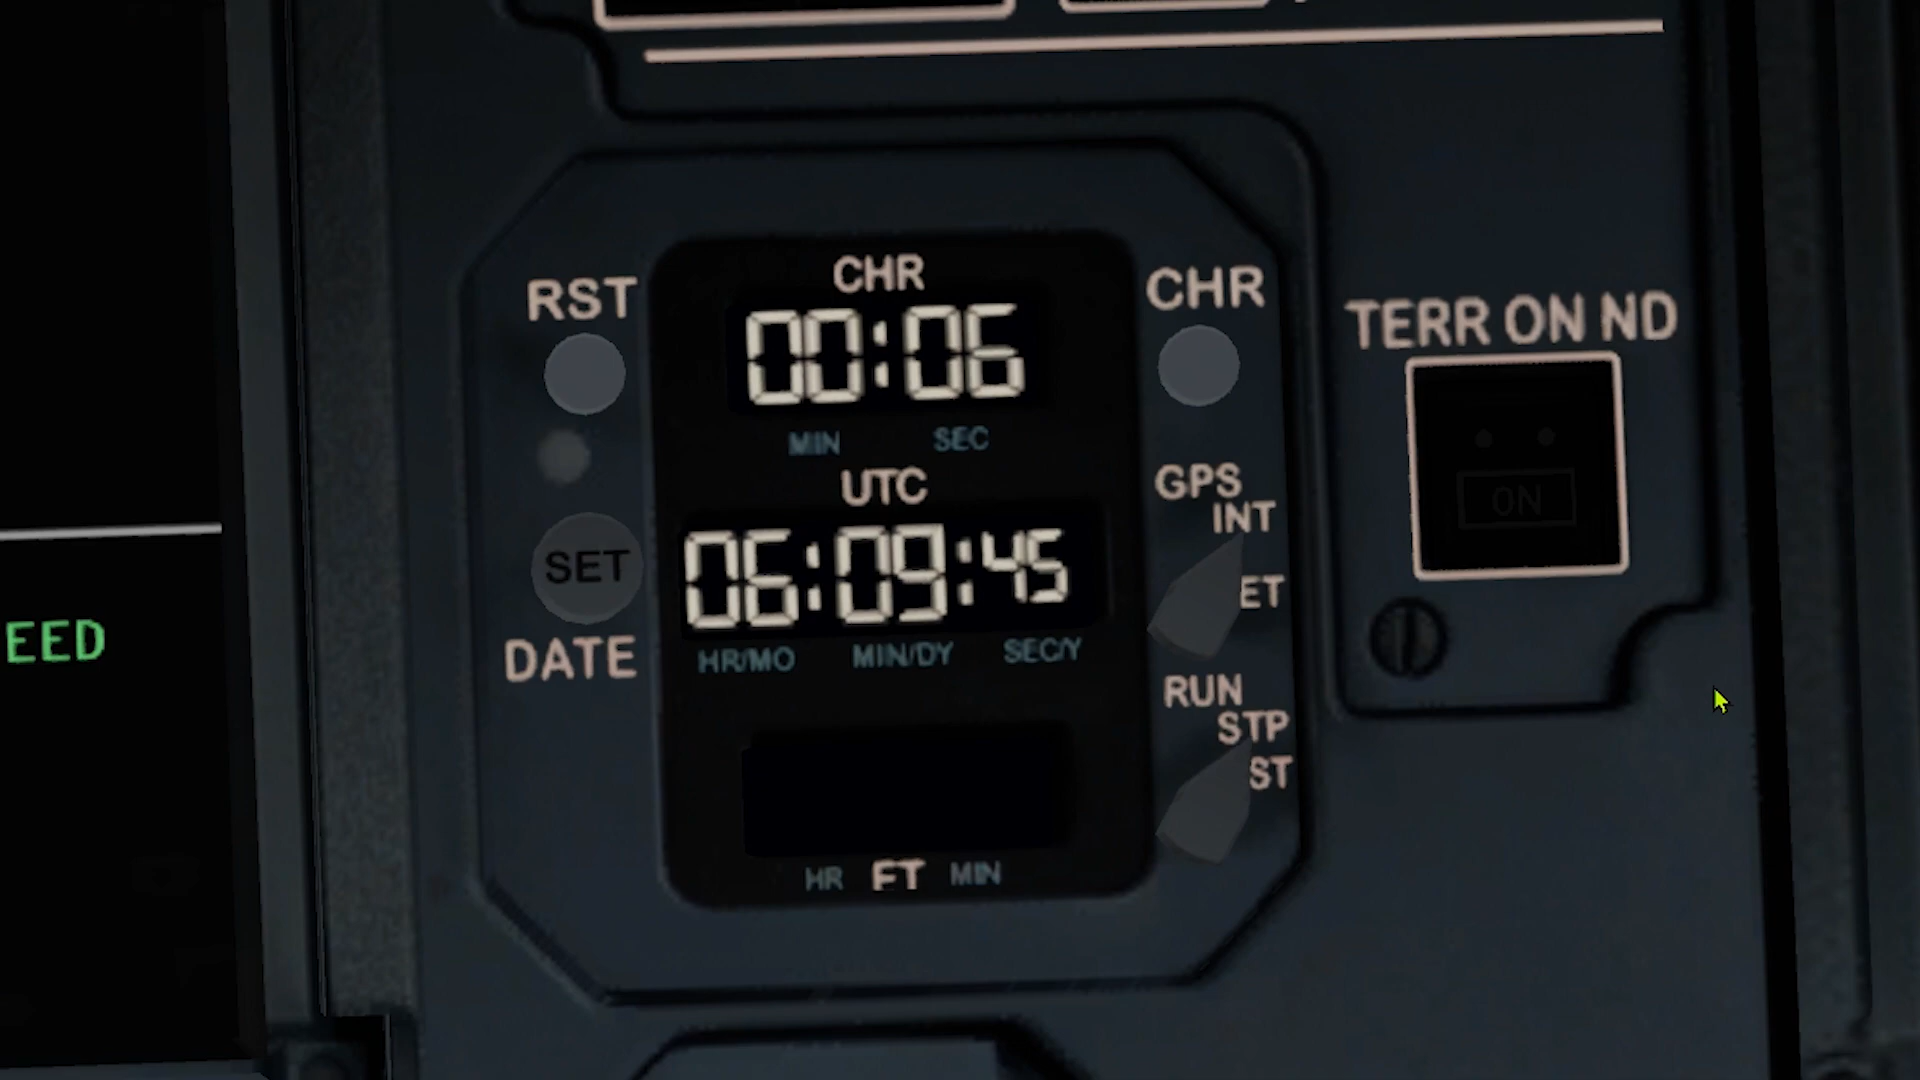 CHR
RST
CHR
00:06
TERR ON ND
MIN
SEC
UTC
GPS
INT
06:09:45
ON
SET
ET
EED
DATE
HR/MO
MIN/DY
SEC/Y
RUN
STP
ST
HR
ET
MIN